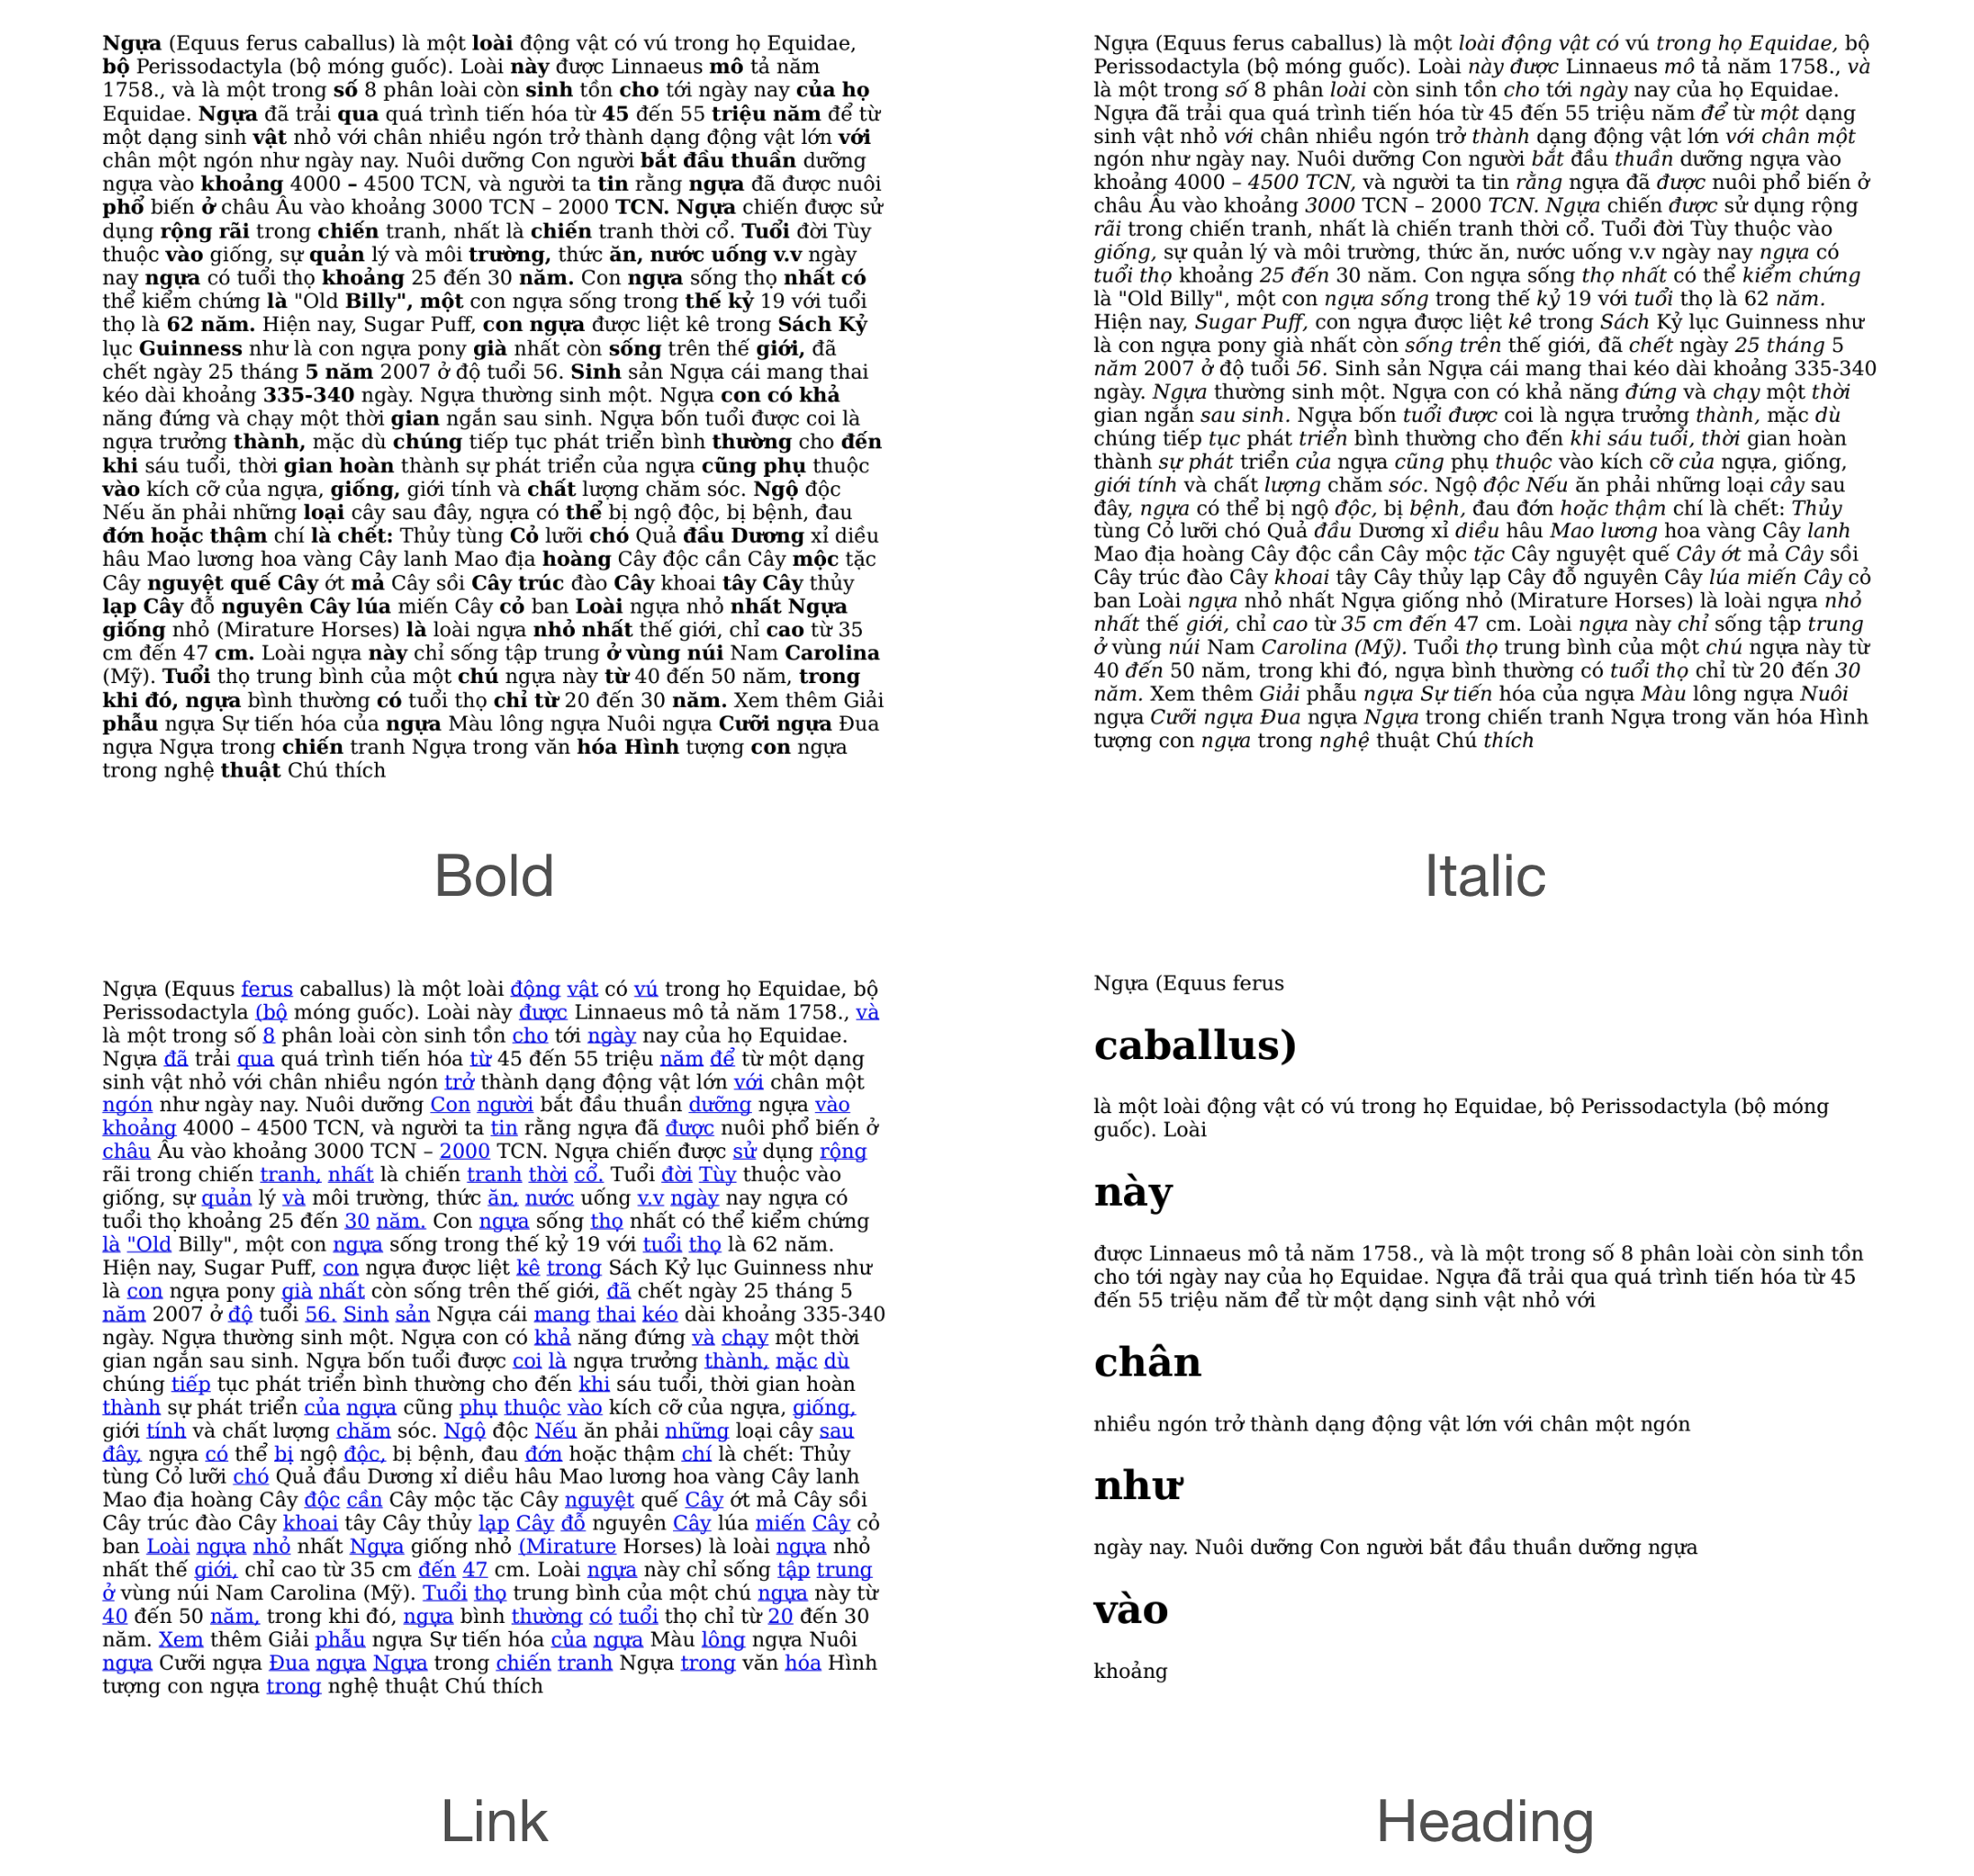 Ngựa (Equus ferus caballus) là một loài động vật có vú trong họ Equidae,
bộ Perissodactyla (bộ móng guốc). Loài này được Linnaeus mô tả năm
1758., và là một trong số 8 phân loài còn sinh tồn cho tới ngày nay của họ
Equidae. Ngựa đã trải qua quá trình tiến hóa từ 45 đến 55 triệu năm để từ
một dạng sinh vật nhỏ với chân nhiều ngón trở thành dạng động vật lớn với
chân một ngón như ngày nay. Nuôi dưỡng Con người bắt đầu thuần dưỡng
ngựa vào khoảng 4000 – 4500 TCN, và người ta tin rằng ngựa đã được nuôi
phổ biến ở châu Âu vào khoảng 3000 TCN – 2000 TCN. Ngựa chiến được sử
dụng rộng rãi trong chiến tranh, nhất là chiến tranh thời cổ. Tuổi đời Tùy
thuộc vào giống, sự quản lý và môi trường, thức ăn, nước uống v.v ngày
nay ngựa có tuổi thọ khoảng 25 đến 30 năm. Con ngựa sống thọ nhất có
thể kiểm chứng là "Old Billy", một con ngựa sống trong thế kỷ 19 với tuổi
thọ là 62 năm. Hiện nay, Sugar Puff, con ngựa được liệt kê trong Sách Kỷ
lục Guinness như là con ngựa pony già nhất còn sống trên thế giới, đã
chết ngày 25 tháng 5 năm 2007 ở độ tuổi 56. Sinh sản Ngựa cái mang thai
kéo dài khoảng 335-340 ngày. Ngựa thường sinh một. Ngựa con có khả
năng đứng và chạy một thời gian ngắn sau sinh. Ngựa bốn tuổi được coi là
ngựa trưởng thành, mặc dù chúng tiếp tục phát triển bình thường cho đến
khi sáu tuổi, thời gian hoàn thành sự phát triển của ngựa cũng phụ thuộc
vào kích cỡ của ngựa, giống, giới tính và chất lượng chăm sóc. Ngộ độc
Nếu ăn phải những loại cây sau đây, ngựa có thể bị ngộ độc, bị bệnh, đau
đớn hoặc thậm chí là chết: Thủy tùng Cỏ lưỡi chó Quả đầu Dương xỉ diều
hâu Mao lương hoa vàng Cây lanh Mao địa hoàng Cây độc cần Cây mộc tặc
Cây nguyệt quế Cây ớt mả Cây sồi Cây trúc đào Cây khoai tây Cây thủy
lạp Cây đỗ nguyên Cây lúa miến Cây cỏ ban Loài ngựa nhỏ nhất Ngựa
giống nhỏ (Mirature Horses) là loài ngựa nhỏ nhất thế giới, chỉ cao từ 35
cm đến 47 cm. Loài ngựa này chỉ sống tập trung ở vùng núi Nam Carolina
(Mỹ). Tuổi thọ trung bình của một chú ngựa này từ 40 đến 50 năm, trong
khi đó, ngựa bình thường có tuổi thọ chỉ từ 20 đến 30 năm. Xem thêm Giải
phẫu ngựa Sự tiến hóa của ngựa Màu lông ngựa Nuôi ngựa Cưỡi ngựa Đua
ngựa Ngựa trong chiến tranh Ngựa trong văn hóa Hình tượng con ngựa
trong nghệ thuật Chú thích
Bold
Ngựa (Equus ferus caballus) là một loài động vật có vú trong họ Equidae, bộ
Perissodactyla (bộ móng guốc). Loài này được Linnaeus mô tả năm 1758., và
là một trong số 8 phân loài còn sinh tồn cho tới ngày nay của họ Equidae.
Ngựa đã trải qua quá trình tiến hóa từ 45 đến 55 triệu năm để từ một dạng
sinh vật nhỏ với chân nhiều ngón trở thành dạng động vật lớn với chân một
ngón như ngày nay. Nuôi dưỡng Con người bắt đầu thuần dưỡng ngựa vào
khoảng 4000 – 4500 TCN, và người ta tin rằng ngựa đã được nuôi phổ biến ở
châu Âu vào khoảng 3000 TCN – 2000 TCN. Ngựa chiến được sử dụng rộng
rãi trong chiến tranh, nhất là chiến tranh thời cổ. Tuổi đời Tùy thuộc vào
giống, sự quản lý và môi trường, thức ăn, nước uống v.v ngày nay ngựa có
tuổi thọ khoảng 25 đến 30 năm. Con ngựa sống thọ nhất có thể kiểm chứng
là "Old Billy", một con ngựa sống trong thế kỷ 19 với tuổi thọ là 62 năm.
Hiện nay, Sugar Puff, con ngựa được liệt kê trong Sách Kỷ lục Guinness như
là con ngựa pony già nhất còn sống trên thế giới, đã chết ngày 25 tháng 5
năm 2007 ở độ tuổi 56. Sinh sản Ngựa cái mang thai kéo dài khoảng 335-340
ngày. Ngựa thường sinh một. Ngựa con có khả năng đứng và chạy một thời
gian ngắn sau sinh. Ngựa bốn tuổi được coi là ngựa trưởng thành, mặc dù
chúng tiếp tục phát triển bình thường cho đến khi sáu tuổi, thời gian hoàn
thành sự phát triển của ngựa cũng phụ thuộc vào kích cỡ của ngựa, giống,
giới tính và chất lượng chăm sóc. Ngộ độc Nếu ăn phải những loại cây sau
đây, ngựa có thể bị ngộ độc, bị bệnh, đau đớn hoặc thậm chí là chết: Thủy
tùng Cỏ lưỡi chó Quả đầu Dương xỉ diều hâu Mao lương hoa vàng Cây lanh
Mao địa hoàng Cây độc cần Cây mộc tặc Cây nguyệt quế Cây ớt mả Cây sồi
Cây trúc đào Cây khoai tây Cây thủy lạp Cây đỗ nguyên Cây lúa miến Cây cỏ
ban Loài ngựa nhỏ nhất Ngựa giống nhỏ (Mirature Horses) là loài ngựa nhỏ
nhất thế giới, chỉ cao từ 35 cm đến 47 cm. Loài ngựa này chỉ sống tập trung
ở vùng núi Nam Carolina (Mỹ). Tuổi thọ trung bình của một chú ngựa này từ
40 đến 50 năm, trong khi đó, ngựa bình thường có tuổi thọ chỉ từ 20 đến 30
năm. Xem thêm Giải phẫu ngựa Sự tiến hóa của ngựa Màu lông ngựa Nuôi
ngựa Cưỡi ngựa Đua ngựa Ngựa trong chiến tranh Ngựa trong văn hóa Hình
tượng con ngựa trong nghệ thuật Chú thích
Italic
Ngựa (Equus ferus caballus) là một loài động vật có vú trong họ Equidae, bộ
Perissodactyla (bộ móng guốc). Loài này được Linnaeus mô tả năm 1758., và
là một trong số 8 phân loài còn sinh tồn cho tới ngày nay của họ Equidae.
Ngựa đã trải qua quá trình tiến hóa từ 45 đến 55 triệu năm để từ một dạng
sinh vật nhỏ với chân nhiều ngón trở thành dạng động vật lớn với chân một
ngón như ngày nay. Nuôi dưỡng Con người bắt đầu thuần dưỡng ngựa vào
khoảng 4000 – 4500 TCN, và người ta tin rằng ngựa đã được nuôi phổ biến ở
châu Âu vào khoảng 3000 TCN – 2000 TCN. Ngựa chiến được sử dụng rộng
rãi trong chiến tranh, nhất là chiến tranh thời cổ. Tuổi đời Tùy thuộc vào
giống, sự quản lý và môi trường, thức ăn, nước uống v.v ngày nay ngựa có
tuổi thọ khoảng 25 đến 30 năm. Con ngựa sống thọ nhất có thể kiểm chứng
là "Old Billy", một con ngựa sống trong thế kỷ 19 với tuổi thọ là 62 năm.
Hiện nay, Sugar Puff, con ngựa được liệt kê trong Sách Kỷ lục Guinness như
là con ngựa pony già nhất còn sống trên thế giới, đã chết ngày 25 tháng 5
năm 2007 ở độ tuổi 56. Sinh sản Ngựa cái mang thai kéo dài khoảng 335-340
ngày. Ngựa thường sinh một. Ngựa con có khả năng đứng và chạy một thời
gian ngắn sau sinh. Ngựa bốn tuổi được coi là ngựa trưởng thành, mặc dù
chúng tiếp tục phát triển bình thường cho đến khi sáu tuổi, thời gian hoàn
thành sự phát triển của ngựa cũng phụ thuộc vào kích cỡ của ngựa, giống,
giới tính và chất lượng chăm sóc. Ngộ độc Nếu ăn phải những loại cây sau
đây, ngựa có thể bị ngộ độc, bị bệnh, đau đớn hoặc thậm chí là chết: Thủy
tùng Cỏ lưỡi chó Quả đầu Dương xỉ diều hâu Mao lương hoa vàng Cây lanh
Mao địa hoàng Cây độc cần Cây mộc tặc Cây nguyệt quế Cây ớt mả Cây sồi
Cây trúc đào Cây khoai tây Cây thủy lạp Cây đỗ nguyên Cây lúa miến Cây cỏ
ban Loài ngựa nhỏ nhất Ngựa giống nhỏ (Mirature Horses) là loài ngựa nhỏ
nhất thế giới, chỉ cao từ 35 cm đến 47 cm. Loài ngựa này chỉ sống tập trung
ở vùng núi Nam Carolina (Mỹ). Tuổi thọ trung bình của một chú ngựa này từ
40 đến 50 năm, trong khi đó, ngựa bình thường có tuổi thọ chỉ từ 20 đến 30
năm. Xem thêm Giải phẫu ngựa Sự tiến hóa của ngựa Màu lông ngựa Nuôi
ngựa Cưỡi ngựa Đua ngựa Ngựa trong chiến tranh Ngựa trong văn hóa Hình
tượng con ngựa trong nghệ thuật Chú thích
Link
Ngựa (Equus ferus
caballus)
là một loài động vật có vú trong họ Equidae, bộ Perissodactyla (bộ móng
guốc). Loài
này
được Linnaeus mô tả năm 1758., và là một trong số 8 phân loài còn sinh tồn
cho tới ngày nay của họ Equidae. Ngựa đã trải qua quá trình tiến hóa từ 45
đến 55 triệu năm để từ một dạng sinh vật nhỏ với
chân
nhiều ngón trở thành dạng động vật lớn với chân một ngón
như
ngày nay. Nuôi dưỡng Con người bắt đầu thuần dưỡng ngựa
vào
khoảng
Heading